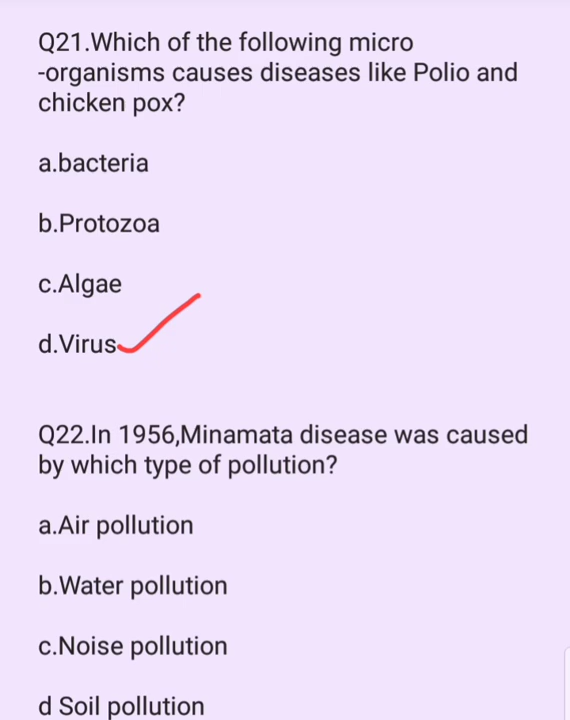 Q21.Which of the following micro
-organisms causes diseases like Polio and
chicken pox?
a.bacteria
b.Protozoa
c.Algae
d.Virus
Q22.In 1956,Minamata disease was caused
by which type of pollution?
a.Air pollution
b.Water pollution
c.Noise pollution
d Soil pollution